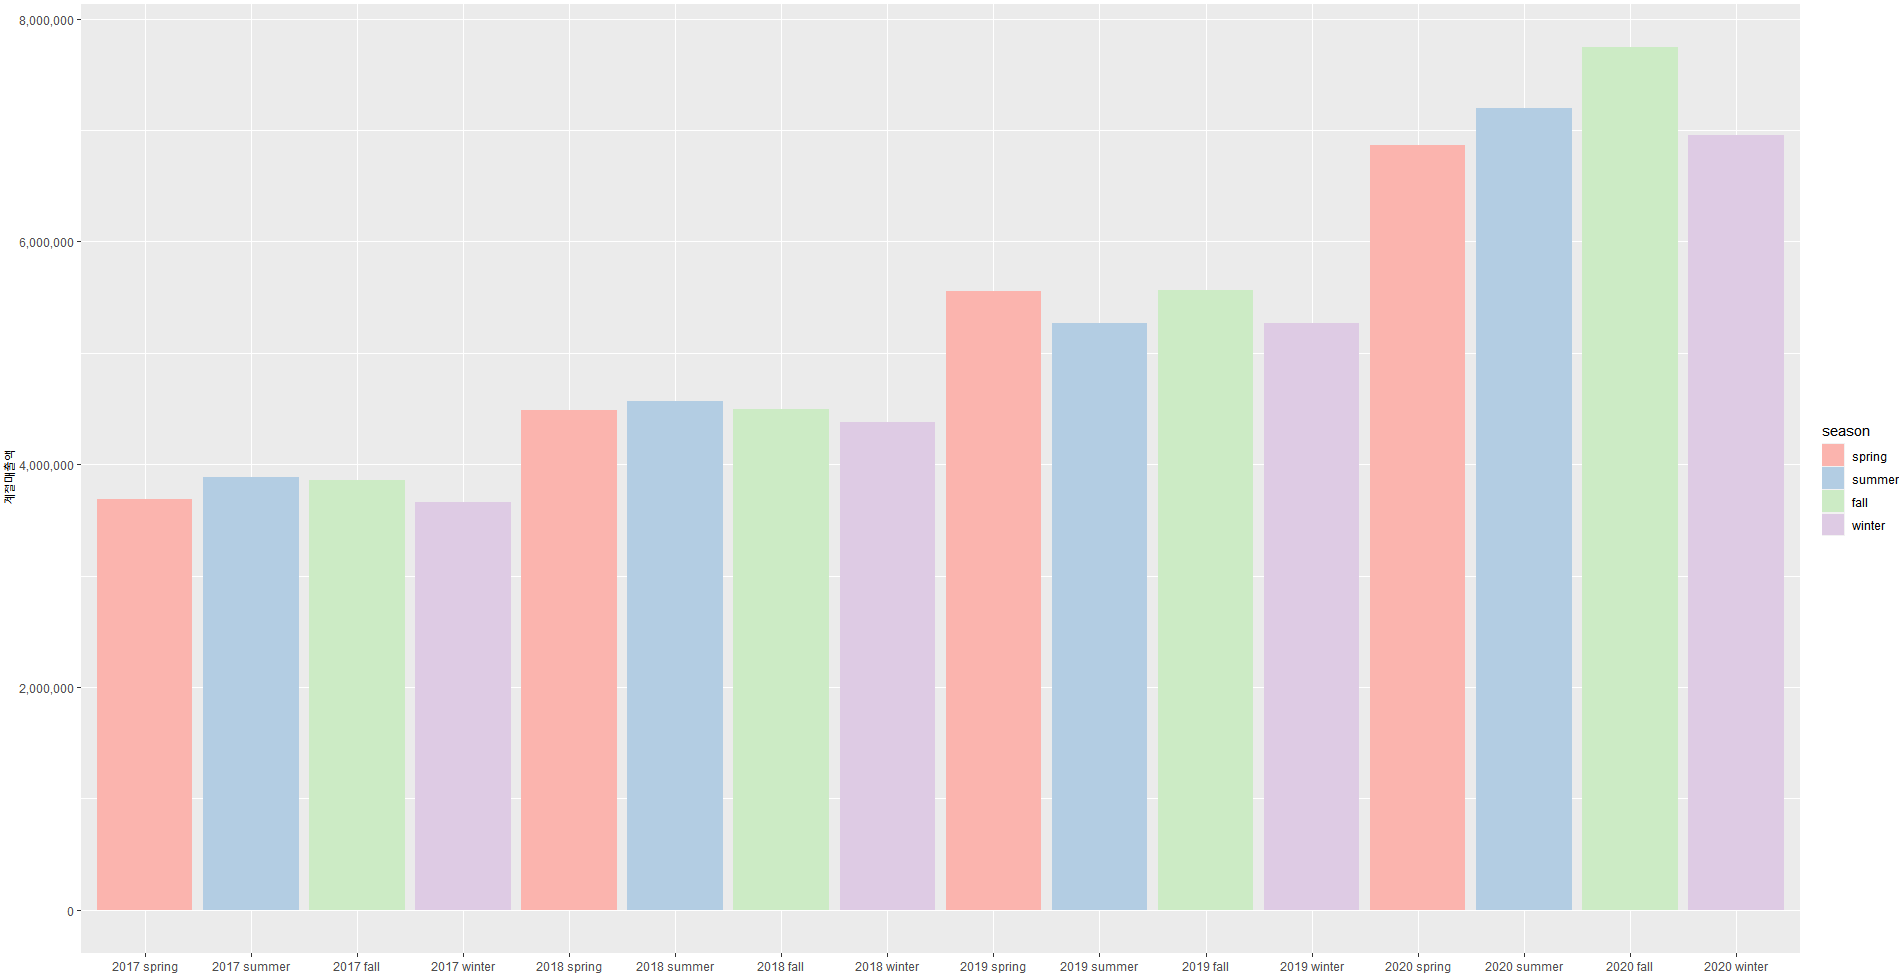 8,000,000
6,000,000
4,000,000
2,000,000
0
계절매출액
2017 spring
2017 summer
2017 fall
2017 winter
2018 spring
2018 summer
2018 fall
2018 winter
2019 spring
2019 summer
2019 fall
2019 winter
2020 spring
2020 summer
2020 fall
2020 winter
season
spring
summer
fall
winter